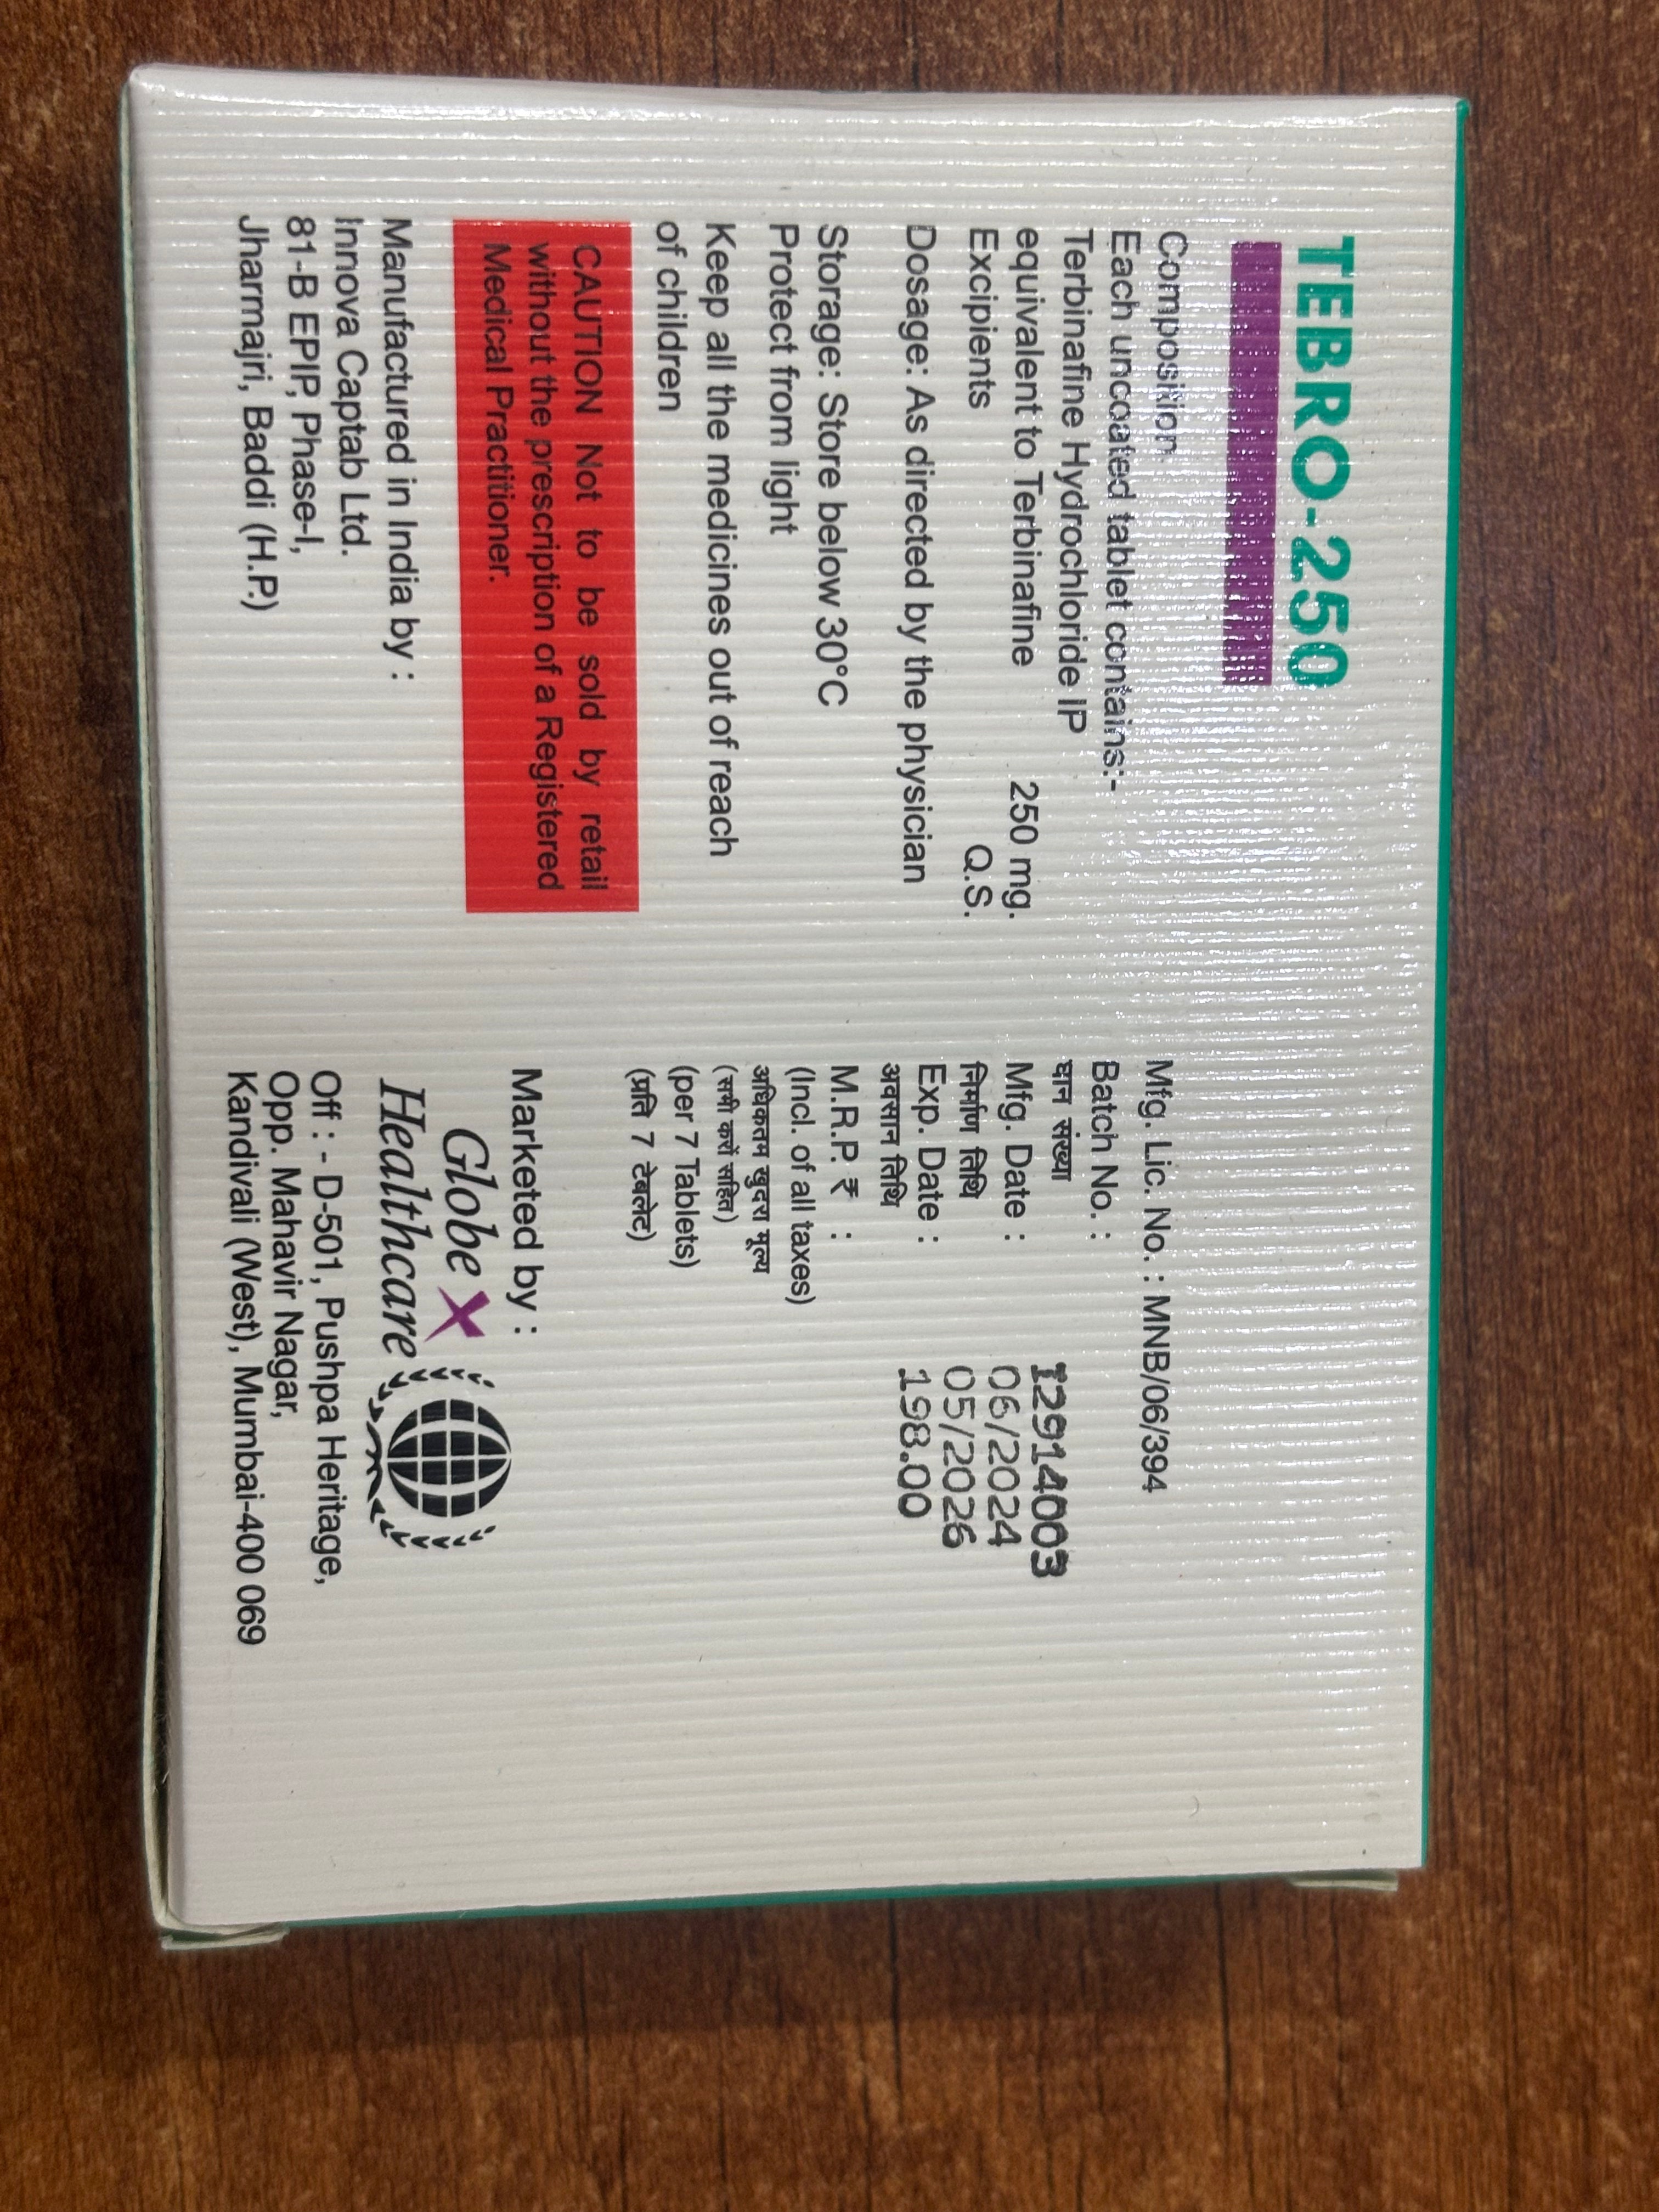 TEBRO-250
Composition
Each uncoated tablet contains:-
Terbinafine Hydrochloride IP
equivalent to Terbinafine 250 mg.
Excipients Q.S.
Dosage: As directed by the physician
Storage: Store below 30°C
Protect from light
Keep all the medicines out of reach
of children
CAUTION Not to be sold by retail
without the prescription of a Registered
Medical Practitioner.
Manufactured in India by :
Innova Captab Ltd.
81-B EPIP, Phase-I,
Jharmajri, Baddi (H.P.)
Mfg. Lic. No. : MNB/06/394
Batch No. : 12914003
घान संख्या
Mfg. Date : 06/2024
निर्माण तिथि
Exp. Date : 05/2026
अवसान तिथि
M.R.P. ₹ : 198.00
(Incl. of all taxes)
अधिकतम खुदरा मूल्य
(सभी करों सहित)
(per 7 Tablets)
(प्रति 7 टेबलेट)
Marketed by :
Globe X
Healthcare
Off : - D-501, Pushpa Heritage,
Opp. Mahavir Nagar,
Kandivali (West), Mumbai-400 069